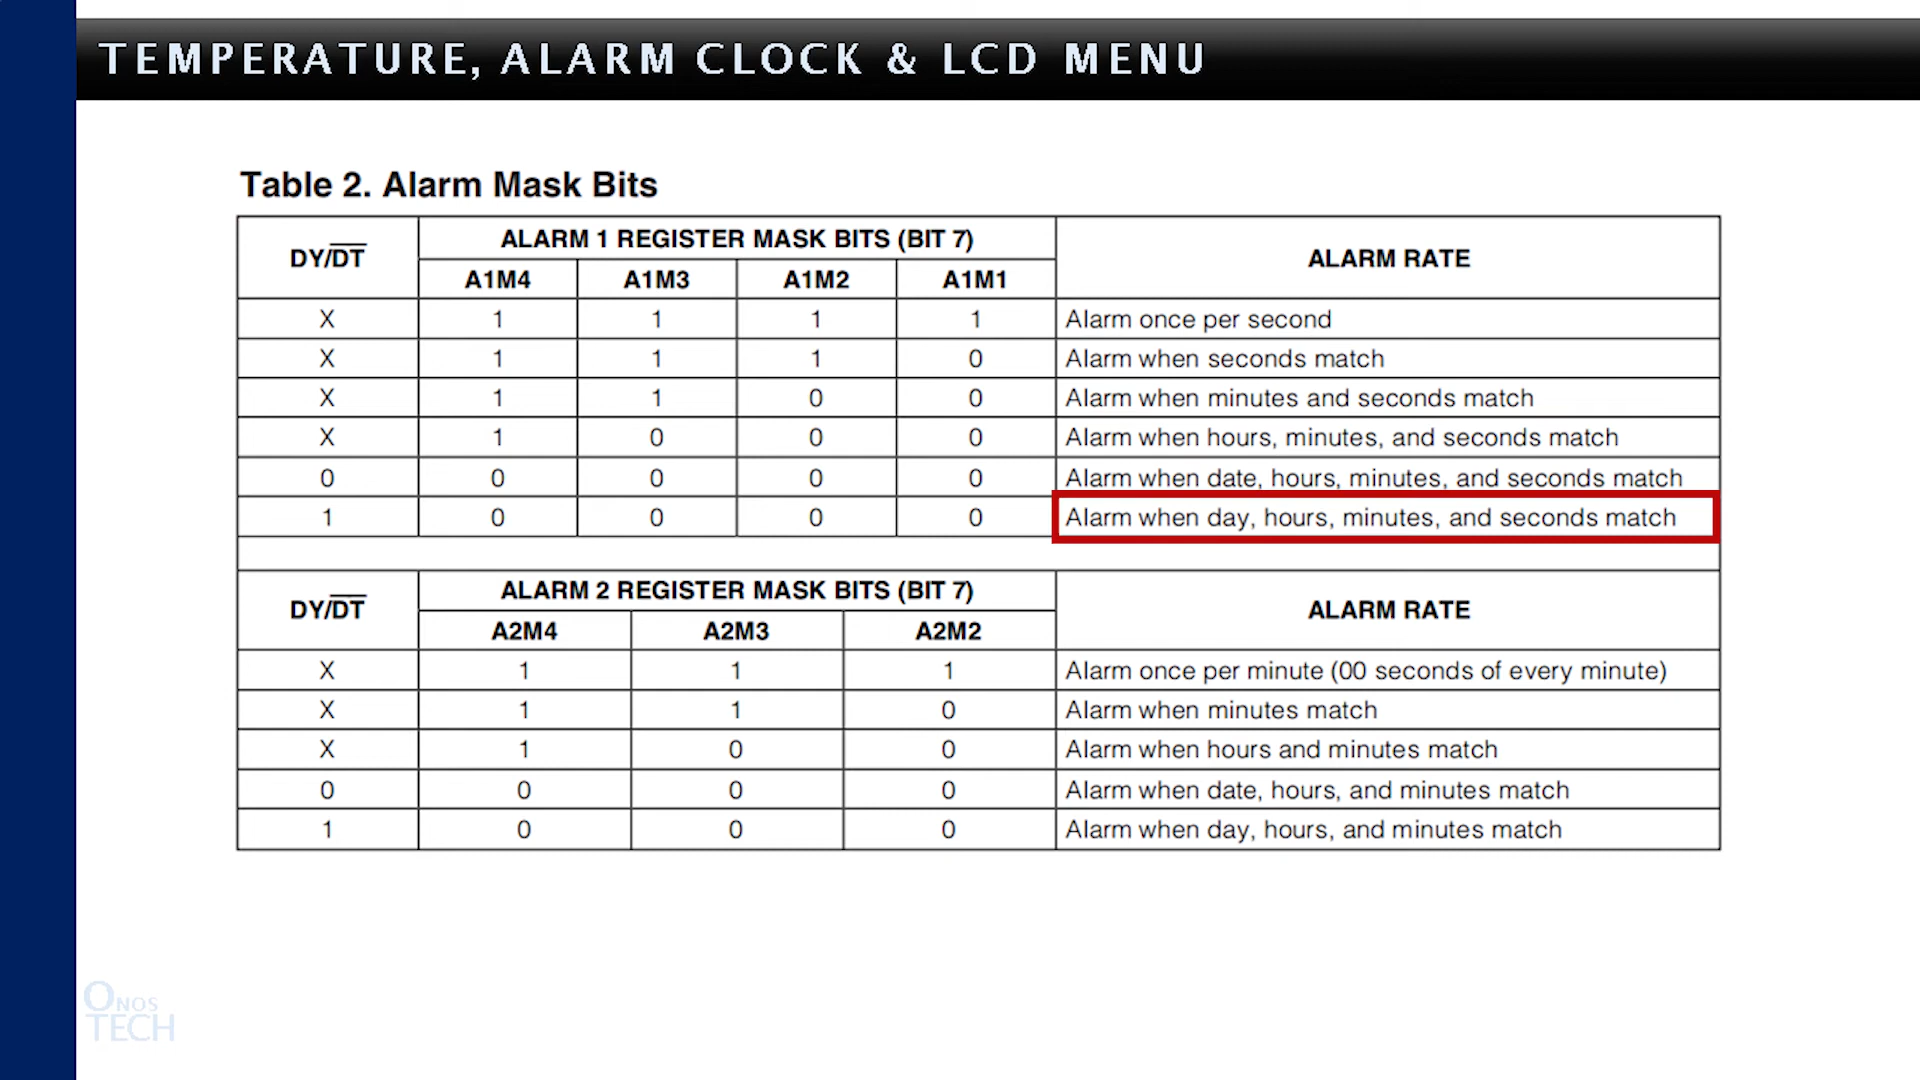 TEMPERATURE, ALARM CLOCK & LCD MENU
Table 2. Alarm Mask Bits
DY/DT ALARM 1 REGISTER MASK BITS (BIT 7) ALARM RATE
A1M4 A1M3 A1M2 A1M1
X 1 1 1 1 Alarm once per second
X 1 1 1 0 Alarm when seconds match
X 1 1 0 0 Alarm when minutes and seconds match
X 1 0 0 0 Alarm when hours, minutes, and seconds match
0 0 0 0 0 Alarm when date, hours, minutes, and seconds match
1 0 0 0 0 Alarm when day, hours, minutes, and seconds match
DY/DT ALARM 2 REGISTER MASK BITS (BIT 7) ALARM RATE
A2M4 A2M3 A2M2
X 1 1 1 Alarm once per minute (00 seconds of every minute)
X 1 1 0 Alarm when minutes match
X 1 0 0 Alarm when hours and minutes match
0 0 0 0 Alarm when date, hours, and minutes match
1 0 0 0 Alarm when day, hours, and minutes match
ONOS
TECH